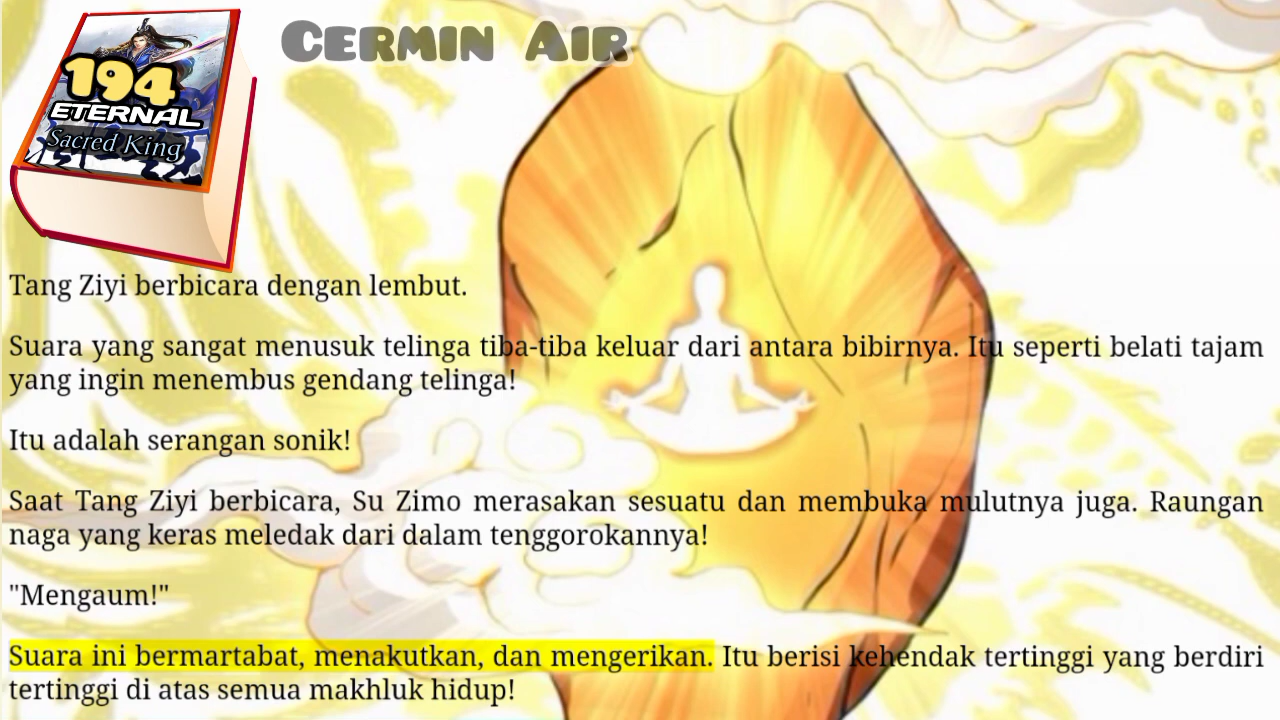 Cermin Air
194
ETERNAL
Sacred King
Tang Ziyi berbicara dengan lembut.
Suara yang sangat menusuk telinga tiba-tiba keluar dari antara bibirnya. Itu seperti belati tajam
yang ingin menembus gendang telinga!
Itu adalah serangan sonik!
Saat Tang Ziyi berbicara, Su Zimo merasakan sesuatu dan membuka mulutnya juga. Raungan
naga yang keras meledak dari dalam tenggorokannya!
"Mengaum!"
Suara ini bermartabat, menakutkan, dan mengerikan. Itu berisi kehendak tertinggi yang berdiri
tertinggi di atas semua makhluk hidup!